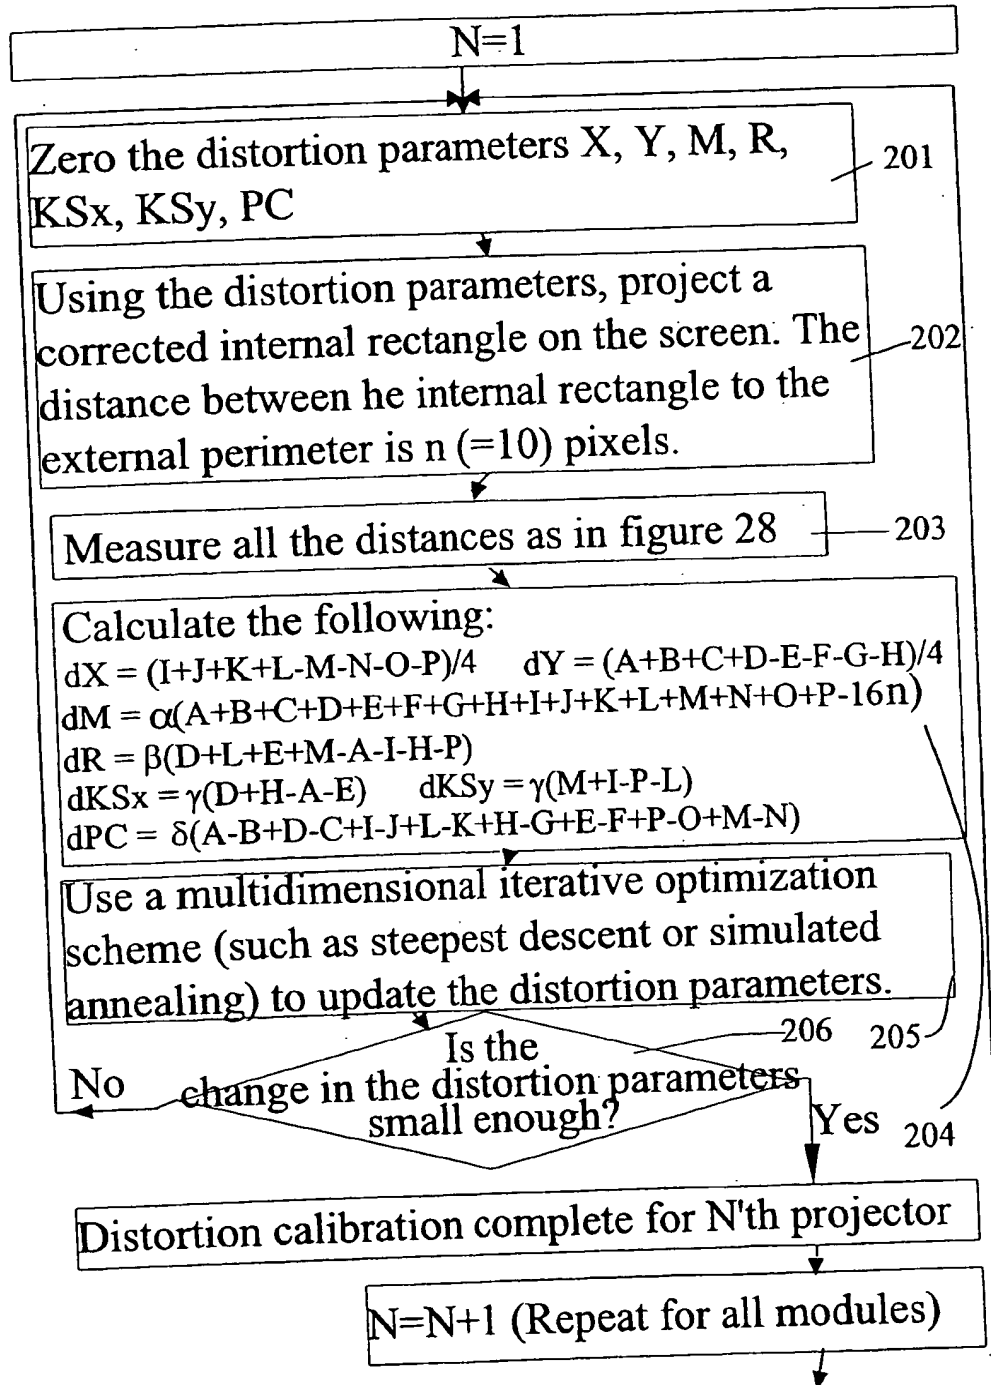 N=1
Zero the distortion parameters X, Y, M, R,
KSx, KSy, PC
201
Using the distortion parameters, project a
corrected internal rectangle on the screen. The
distance between he internal rectangle to the
external perimeter is n (=10) pixels.
202
Measure all the distances as in figure 28
203
Calculate the following:
dX = (I+J+K+L-M-N-O-P)/4 dY = (A+B+C+D-E-F-G-H)/4
dM = α(A+B+C+D+E+F+G+H+I+J+K+L+M+N+O+P-16n)
dR = β(D+L+E+M-A-I-H-P)
dKSx = γ(D+H-A-E) dKSy = γ(M+I-P-L)
dPC = δ(A-B+D-C+I-J+L-K+H-G+E-F+P-O+M-N)
Use a multidimensional iterative optimization
scheme (such as steepest descent or simulated
annealing) to update the distortion parameters.
206
205
Is the
change in the distortion parameters
small enough?
No
Yes
204
Distortion calibration complete for N'th projector
N=N+1 (Repeat for all modules)